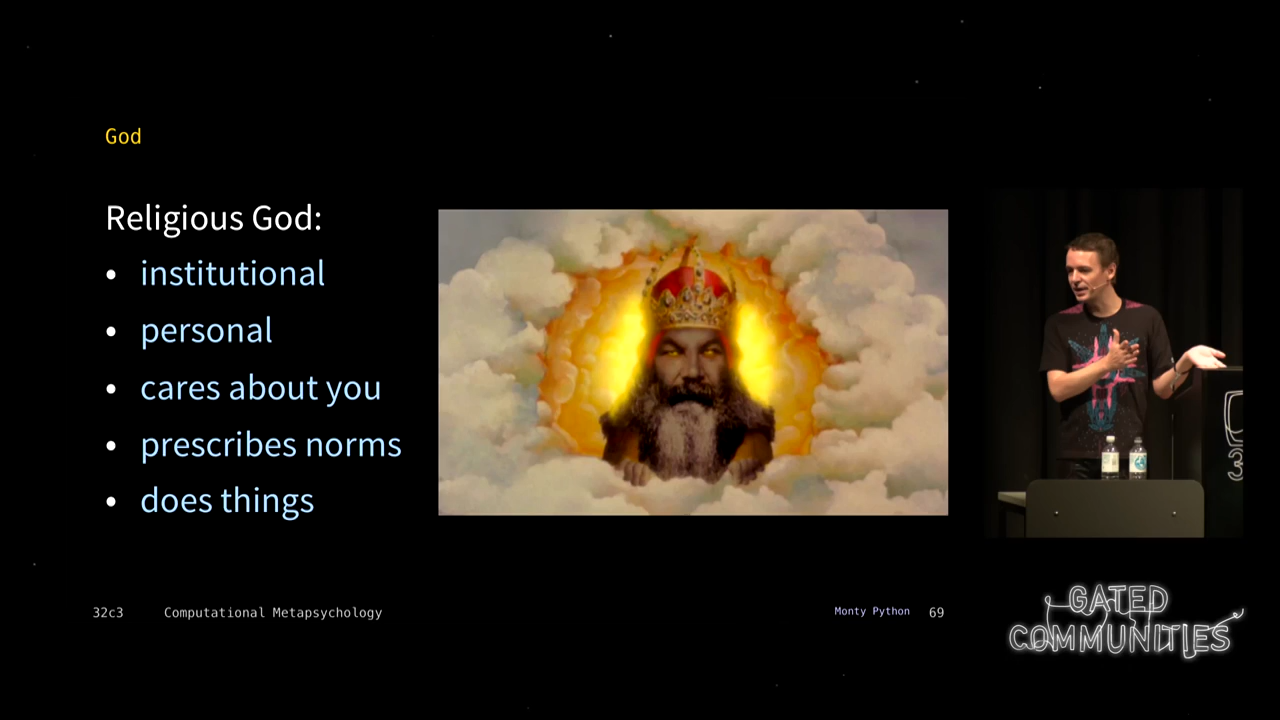 God
Religious God:
• institutional
• personal
• cares about you
• prescribes norms
• does things
32c3 Computational Metapsychology
Monty Python 69
GATED
COMMUNITIES